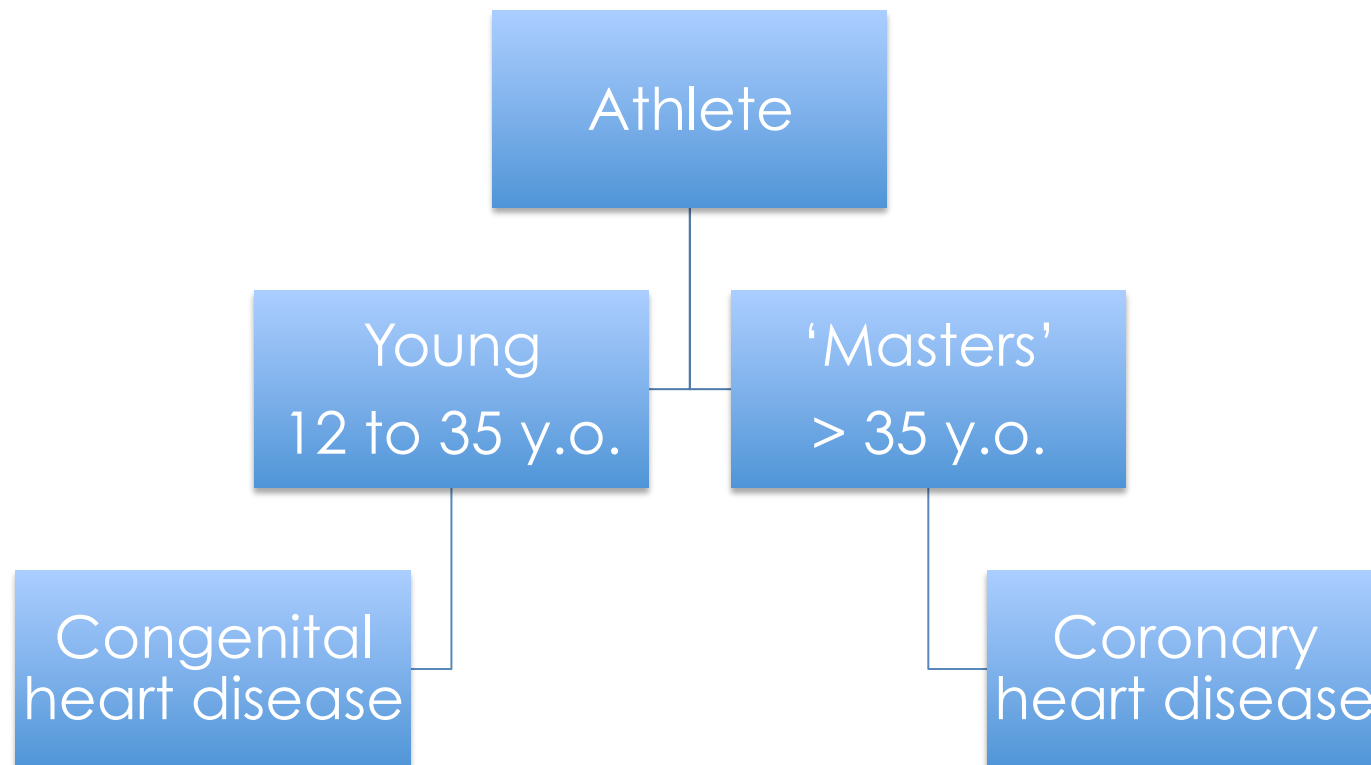 Athlete
Young
12 to 35 y.o.
‘Masters’
> 35 y.o.
Congenital
heart disease
Coronary
heart disease